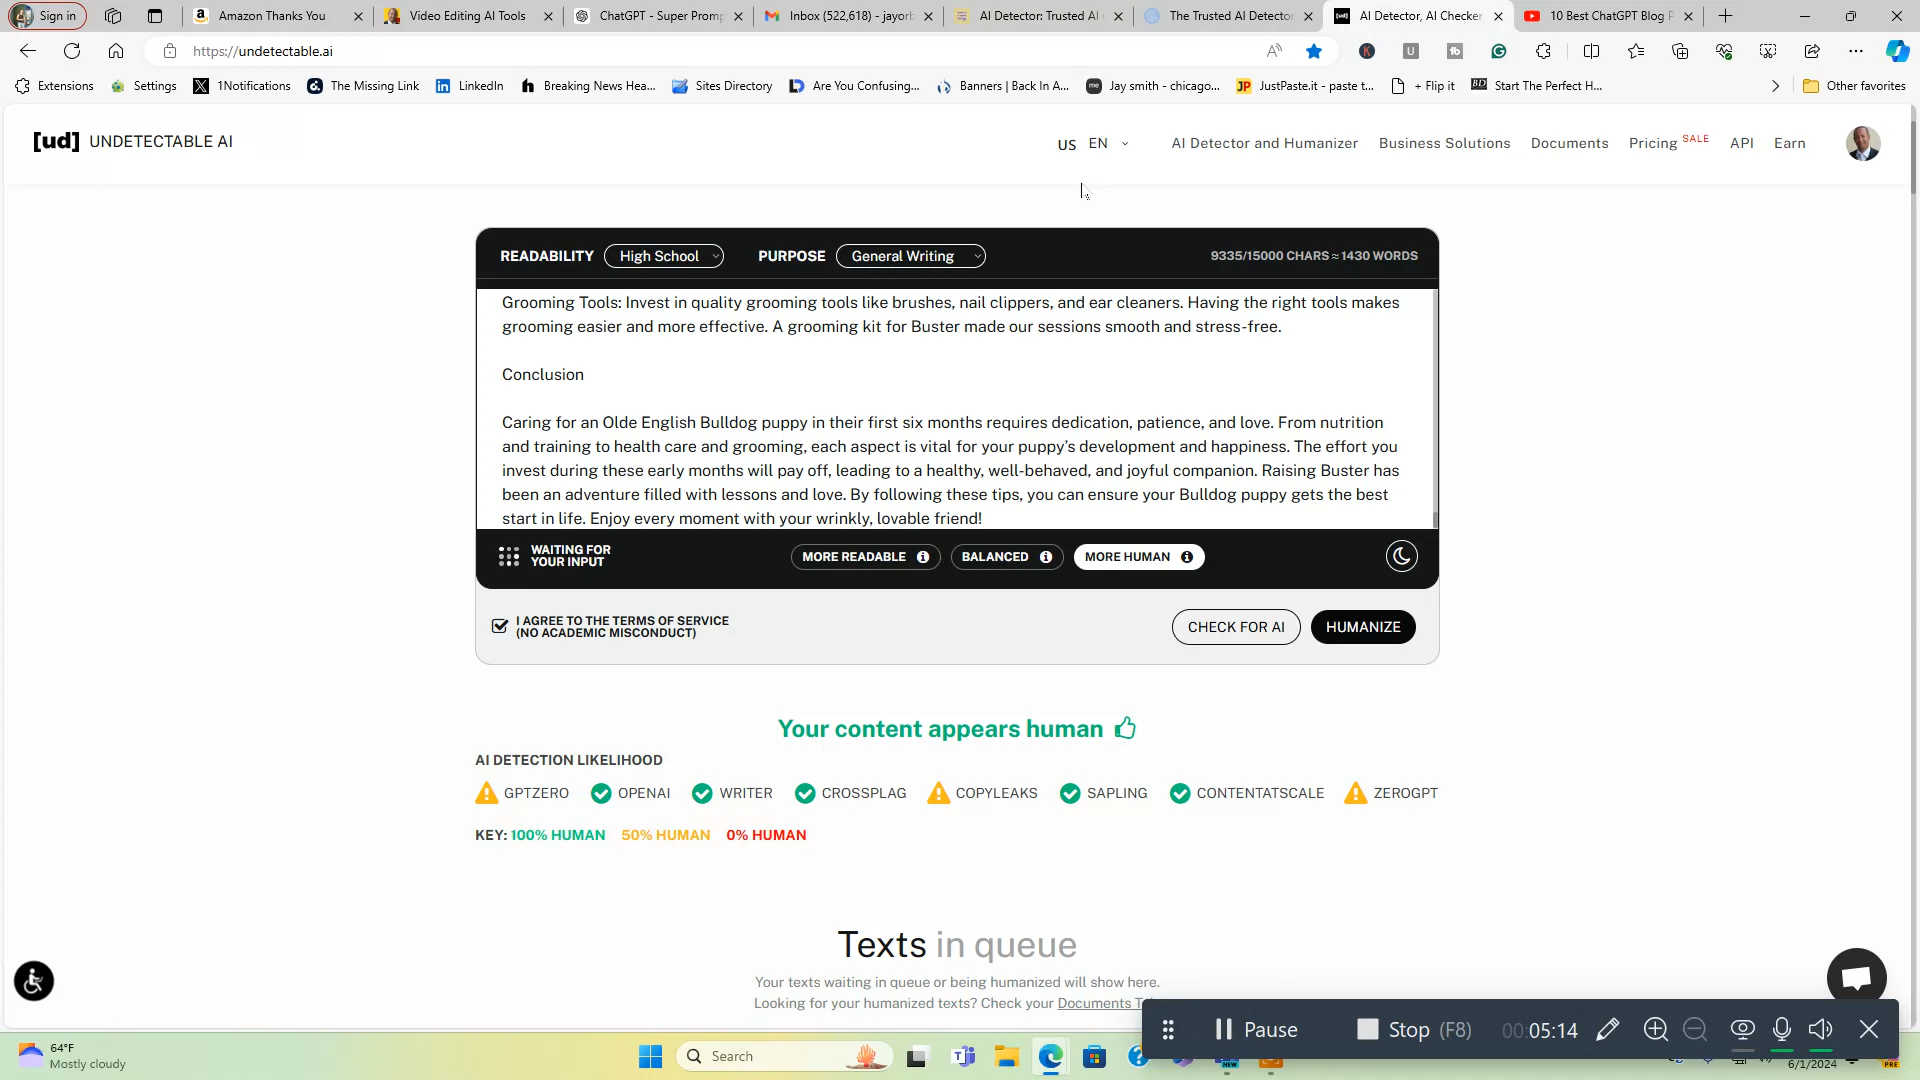 Sign in
Amazon Thanks You
Video Editing AI Tools
ChatGPT - Super Promp
Inbox (522,618) - jayorb
AI Detector: Trusted AI
The Trusted AI Detector
AI Detector, AI Checker
10 Best ChatGPT Blog P
https://undetectable.ai
Extensions
Settings
1Notifications
The Missing Link
LinkedIn
Breaking News Hea...
Sites Directory
Are You Confusing...
Banners | Back In A...
Jay smith - chicago...
JustPaste.it - paste t...
+ Flip it
Start The Perfect H...
Other favorites
[ud] UNDETECTABLE AI
US EN
AI Detector and Humanizer
Business Solutions
Documents
Pricing SALE
API
Earn
READABILITY High School
PURPOSE General Writing
9335/15000 CHARS ≈ 1430 WORDS
Grooming Tools: Invest in quality grooming tools like brushes, nail clippers, and ear cleaners. Having the right tools makes
grooming easier and more effective. A grooming kit for Buster made our sessions smooth and stress-free.
Conclusion
Caring for an Olde English Bulldog puppy in their first six months requires dedication, patience, and love. From nutrition
and training to health care and grooming, each aspect is vital for your puppy's development and happiness. The effort you
invest during these early months will pay off, leading to a healthy, well-behaved, and joyful companion. Raising Buster has
been an adventure filled with lessons and love. By following these tips, you can ensure your Bulldog puppy gets the best
start in life. Enjoy every moment with your wrinkly, lovable friend!
WAITING FOR
YOUR INPUT
MORE READABLE
BALANCED
MORE HUMAN
I AGREE TO THE TERMS OF SERVICE
(NO ACADEMIC MISCONDUCT)
CHECK FOR AI
HUMANIZE
Your content appears human
AI DETECTION LIKELIHOOD
GPTZERO
OPENAI
WRITER
CROSSPLAG
COPYLEAKS
SAPLING
CONTENTATSCALE
ZEROGPT
KEY: 100% HUMAN 50% HUMAN 0% HUMAN
Texts in queue
Your texts waiting in queue or being humanized will show here.
Looking for your humanized texts? Check your Documents T
Pause
Stop (F8)
00:05:14
64°F
Mostly cloudy
Search
NEW
6/1/2024
PRE